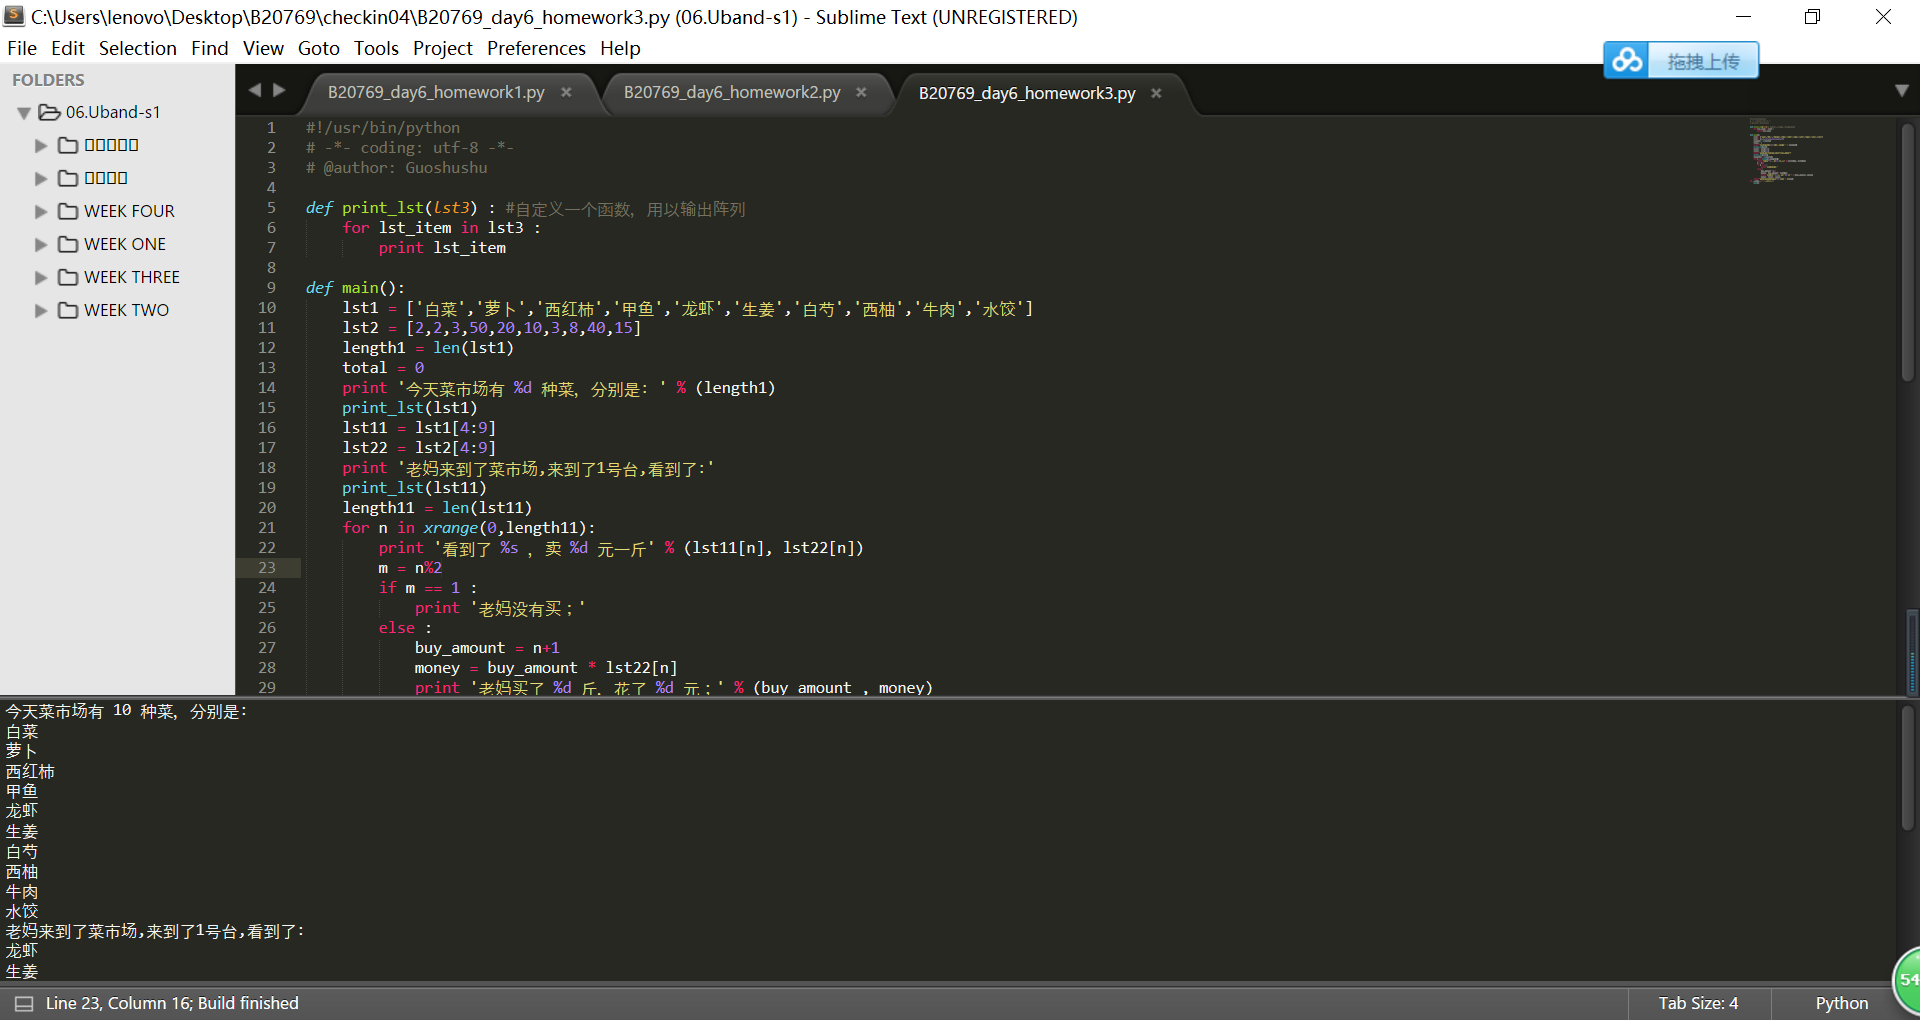 C:\Users\lenovo\Desktop\B20769\checkin04\B20769_day6_homework3.py (06.Uband-s1) - Sublime Text (UNREGISTERED)
File Edit Selection Find View Goto Tools Project Preferences Help
拖拽上传
FOLDERS
06.Uband-s1
WEEK FOUR
WEEK ONE
WEEK THREE
WEEK TWO
B20769_day6_homework1.py
B20769_day6_homework2.py
B20769_day6_homework3.py
1 #!/usr/bin/python
2 # -*- coding: utf-8 -*-
3 # @author: Guoshushu
4
5 def print_lst(lst3) : #自定义一个函数, 用以输出阵列
6 for lst_item in lst3 :
7 print lst_item
8
9 def main():
10 lst1 = ['白菜','萝卜','西红柿','甲鱼','龙虾','生姜','白芍','西柚','牛肉','水饺']
11 lst2 = [2,2,3,50,20,10,3,8,40,15]
12 length1 = len(lst1)
13 total = 0
14 print '今天菜市场有 %d 种菜, 分别是: ' % (length1)
15 print_lst(lst1)
16 lst11 = lst1[4:9]
17 lst22 = lst2[4:9]
18 print '老妈来到了菜市场,来到了1号台,看到了:'
19 print_lst(lst11)
20 length11 = len(lst11)
21 for n in xrange(0,length11):
22 print '看到了 %s , 卖 %d 元一斤' % (lst11[n], lst22[n])
23 m = n%2
24 if m == 1 :
25 print '老妈没有买；'
26 else :
27 buy_amount = n+1
28 money = buy_amount * lst22[n]
29 print '老妈买了 %d 斤, 花了 %d 元；' % (buy_amount , money)
今天菜市场有 10 种菜, 分别是:
白菜
萝卜
西红柿
甲鱼
龙虾
生姜
白芍
西柚
牛肉
水饺
老妈来到了菜市场,来到了1号台,看到了:
龙虾
生姜
54
Line 23, Column 16; Build finished
Tab Size: 4
Python